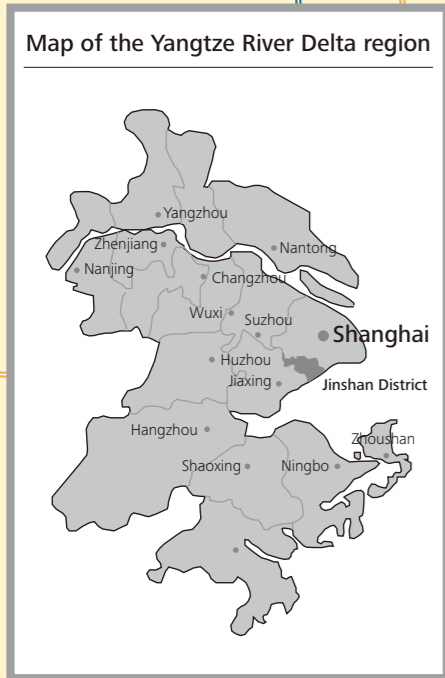 Map of the Yangtze River Delta region
Yangzhou
Zhenjiang
Nantong
Nanjing
Changzhou
Wuxi
Suzhou
Shanghai
Huzhou
Jiaxing
Jinshan District
Hangzhou
Zhoushan
Shaoxing
Ningbo